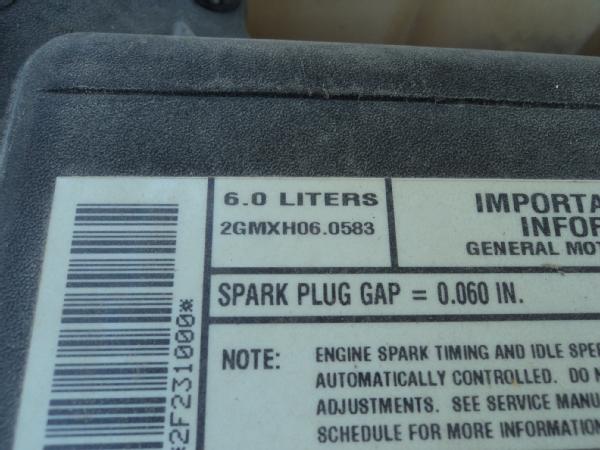 6.0 LITERS
2GMXH06.0583
IMPORTA
INFOR
GENERAL MOT
SPARK PLUG GAP = 0.060 IN.
NOTE: ENGINE SPARK TIMING AND IDLE SPEE
AUTOMATICALLY CONTROLLED. DO N
ADJUSTMENTS. SEE SERVICE MANU
SCHEDULE FOR MORE INFORMATION
*2F231000*